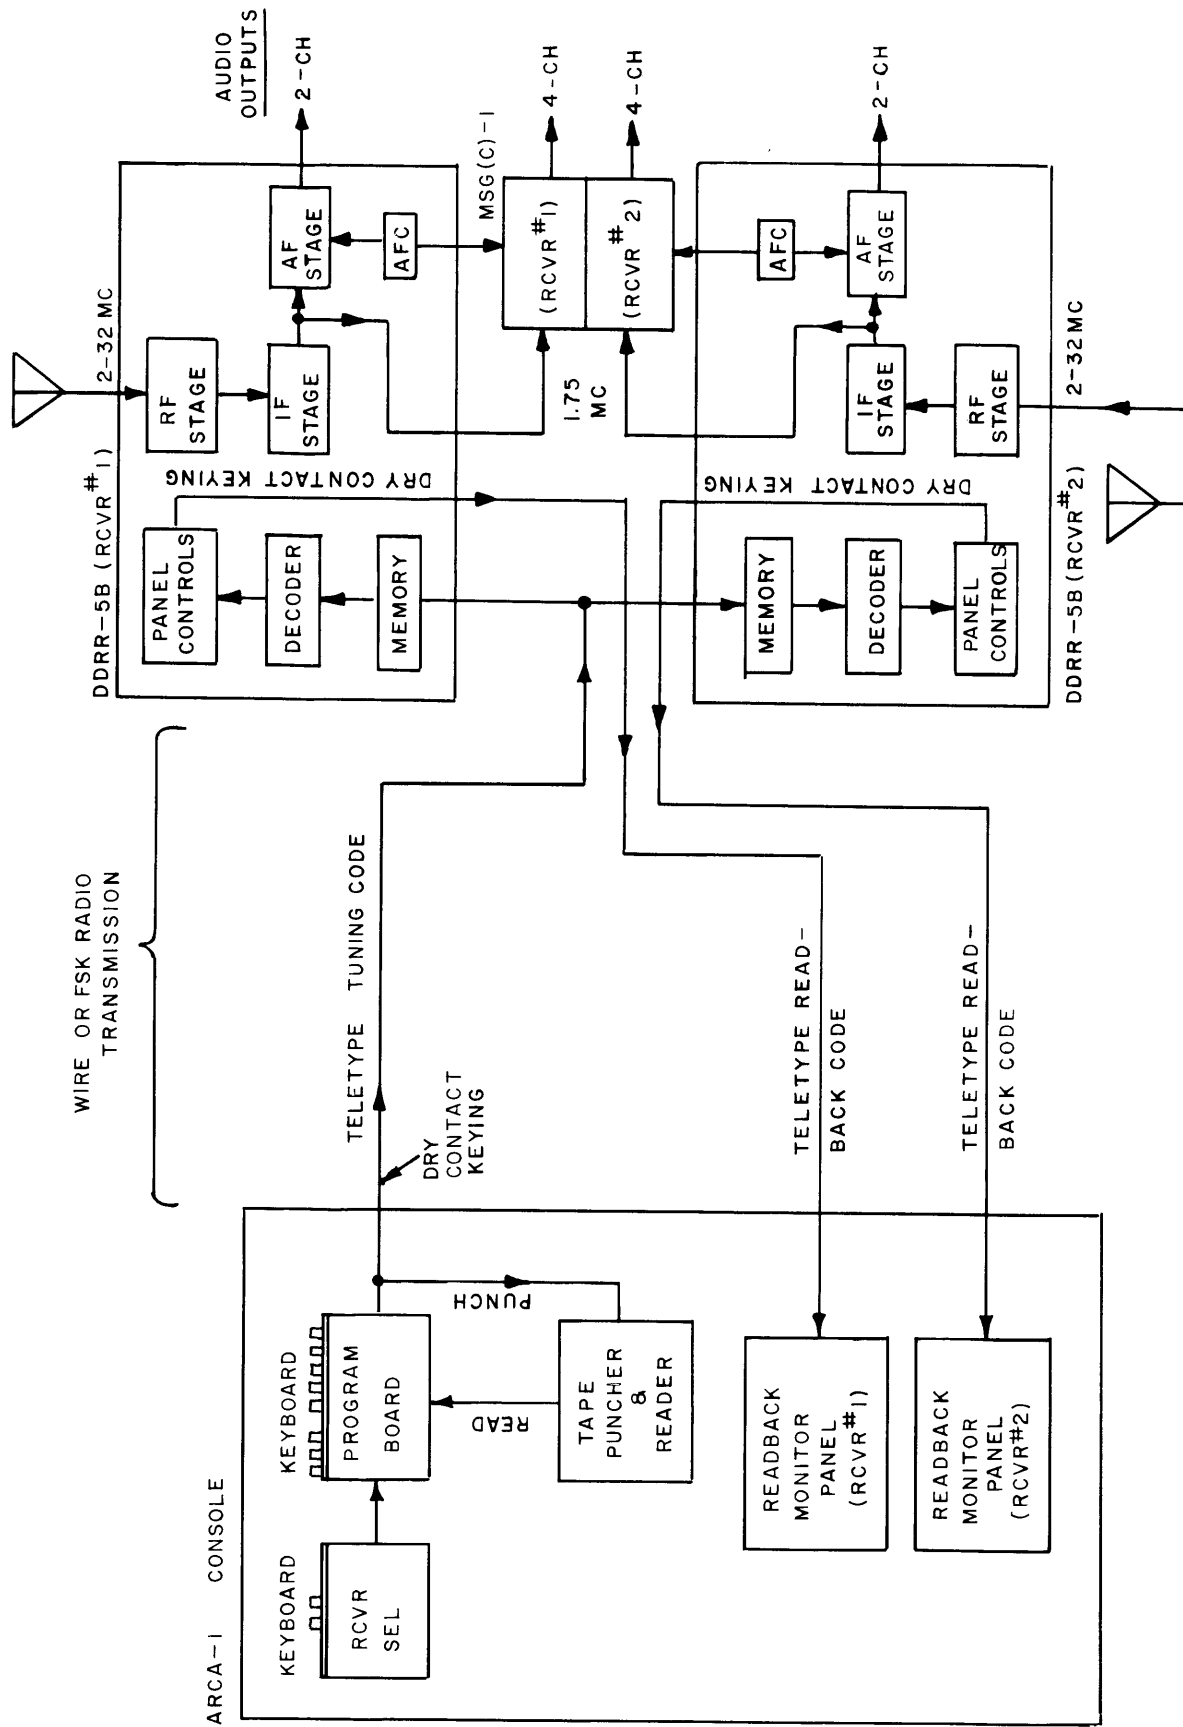 ARCA-1 CONSOLE
KEYBOARD
RCVR
SEL
KEYBOARD
PROGRAM
BOARD
READ
PUNCH
TAPE
PUNCHER
&
READER
READBACK
MONITOR
PANEL
(RCVR#1)
READBACK
MONITOR
PANEL
(RCVR#2)
WIRE OR FSK RADIO
TRANSMISSION
TELETYPE TUNING CODE
DRY
CONTACT
KEYING
TELETYPE READ-
BACK CODE
TELETYPE READ-
BACK CODE
DDRR-5B (RCVR#1)
2-32 MC
PANEL
CONTROLS
DECODER
MEMORY
DRY CONTACT KEYING
RF
STAGE
IF
STAGE
AF
STAGE
AFC
AUDIO
OUTPUTS
2-CH
MSG(C)-1
(RCVR#1)
(RCVR#2)
4-CH
4-CH
1.75
MC
DRY CONTACT KEYING
MEMORY
DECODER
PANEL
CONTROLS
AFC
AF
STAGE
IF
STAGE
RF
STAGE
2-CH
DDRR-5B (RCVR#2)
2-32MC